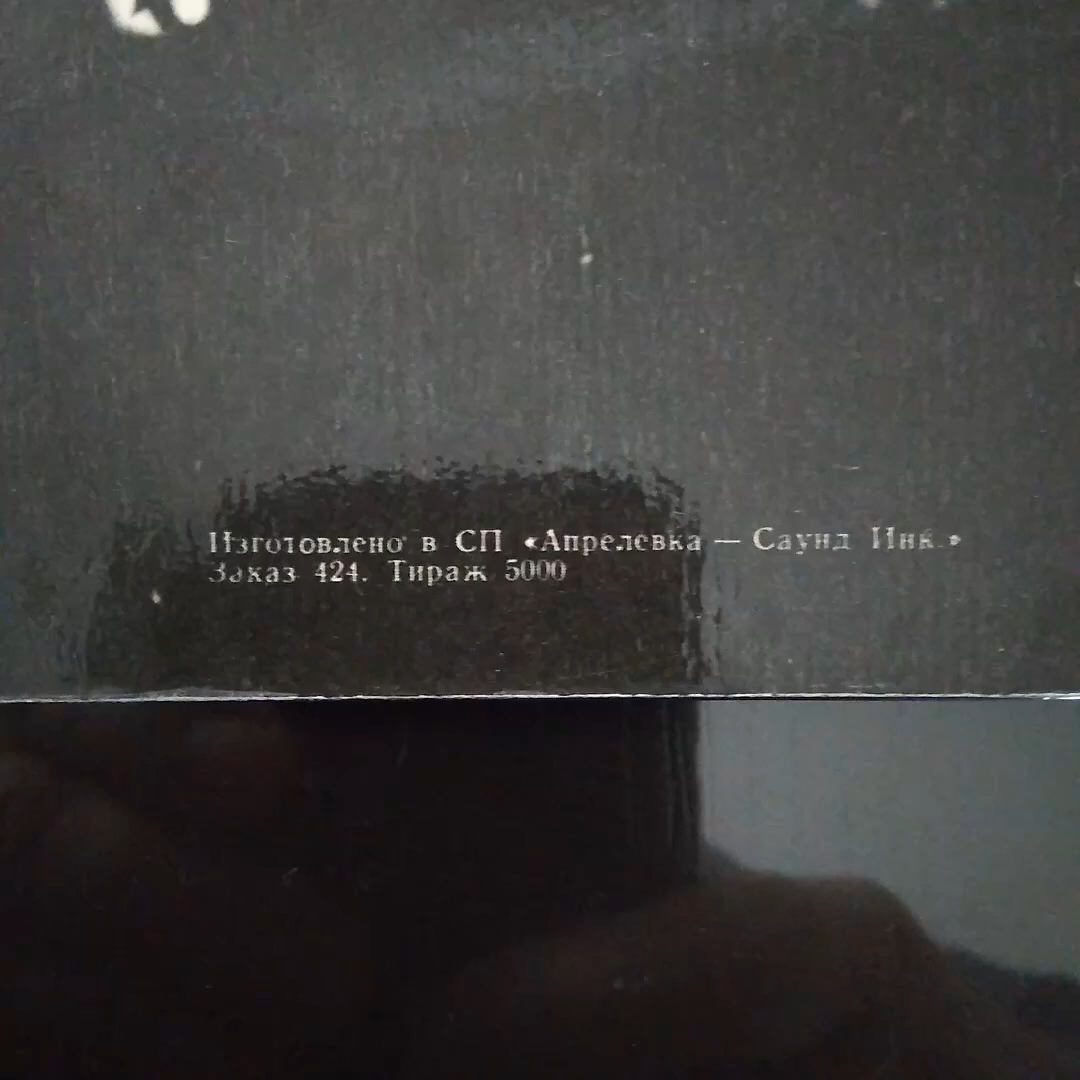 Изготовлено в СП «Апрелевка — Саунд Инк.»
Заказ 424. Тираж 5000